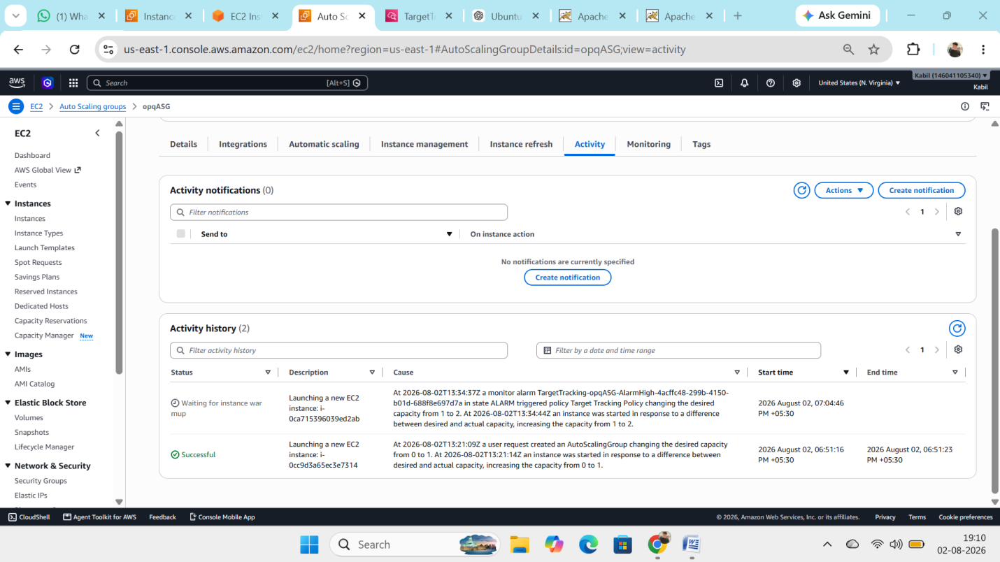 (1) Wha
Instanc
EC2 Ins
Auto Sc
TargetT
Ubuntu
Apache
Apache
Ask Gemini
us-east-1.console.aws.amazon.com/ec2/home?region=us-east-1#AutoScalingGroupDetails:id=opqASG;view=activity
aws
Search
[Alt+S]
United States (N. Virginia)
Kabil (146041105340)
Kabil
EC2
Auto Scaling groups
opqASG
EC2
Dashboard
AWS Global View
Events
Instances
Instances
Instance Types
Launch Templates
Spot Requests
Savings Plans
Reserved Instances
Dedicated Hosts
Capacity Reservations
Capacity Manager New
Images
AMIs
AMI Catalog
Elastic Block Store
Volumes
Snapshots
Lifecycle Manager
Network & Security
Security Groups
Elastic IPs
Details
Integrations
Automatic scaling
Instance management
Instance refresh
Activity
Monitoring
Tags
Activity notifications (0)
Actions
Create notification
Filter notifications
1
Send to
On instance action
No notifications are currently specified
Create notification
Activity history (2)
Filter activity history
Filter by a date and time range
1
Status
Description
Cause
Start time
End time
Waiting for instance war
mup
Launching a new EC2
instance: i-
0ca715396039ed2ab
At 2026-08-02T13:34:37Z a monitor alarm TargetTracking-opqASG-AlarmHigh-4acffc48-299b-4150-
b01d-688f8e697d7a in state ALARM triggered policy Target Tracking Policy changing the desired
capacity from 1 to 2. At 2026-08-02T13:34:44Z an instance was started in response to a difference
between desired and actual capacity, increasing the capacity from 1 to 2.
2026 August 02, 07:04:46
PM +05:30
Successful
Launching a new EC2
instance: i-
0cc9d3a65ec3e7314
At 2026-08-02T13:21:09Z a user request created an AutoScalingGroup changing the desired capacity
from 0 to 1. At 2026-08-02T13:21:14Z an instance was started in response to a difference between
desired and actual capacity, increasing the capacity from 0 to 1.
2026 August 02, 06:51:16
PM +05:30
2026 August 02, 06:51:23
PM +05:30
CloudShell
Agent Toolkit for AWS
Feedback
Console Mobile App
© 2026, Amazon Web Services, Inc. or its affiliates.
Privacy
Terms
Cookie preferences
Search
19:10
02-08-2026